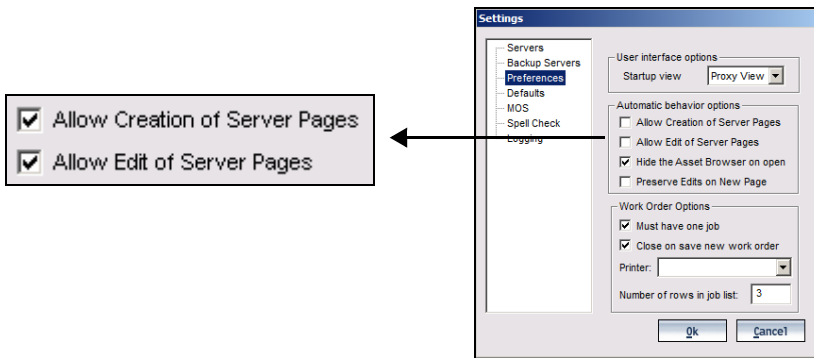 Allow Creation of Server Pages
Allow Edit of Server Pages
Settings
Servers
Backup Servers
Preferences
Defaults
MOS
Spell Check
Logging
User interface options
Startup view Proxy View
Automatic behavior options
Allow Creation of Server Pages
Allow Edit of Server Pages
Hide the Asset Browser on open
Preserve Edits on New Page
Work Order Options
Must have one job
Close on save new work order
Printer:
Number of rows in job list: 3
Ok Cancel